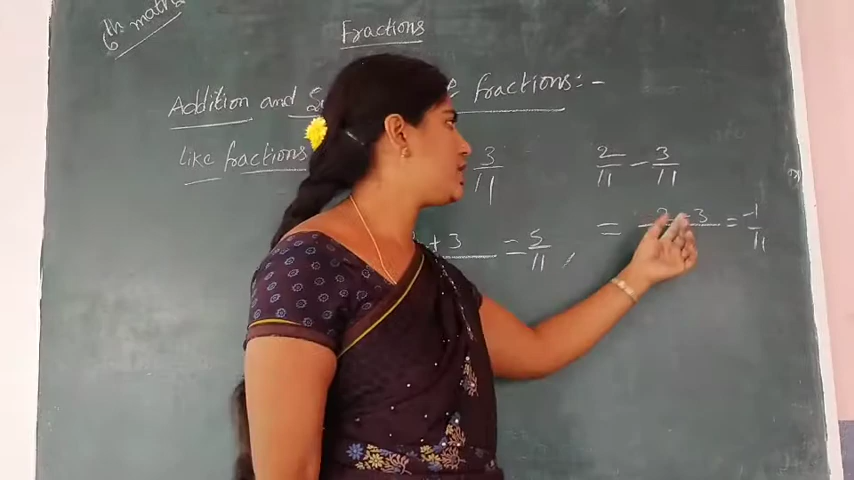 6th maths
Fractions
Addition and fractions:-
like fractions 3/11 2/11 - 3/11
+ 3 = 5/11 = 3 = -1/11